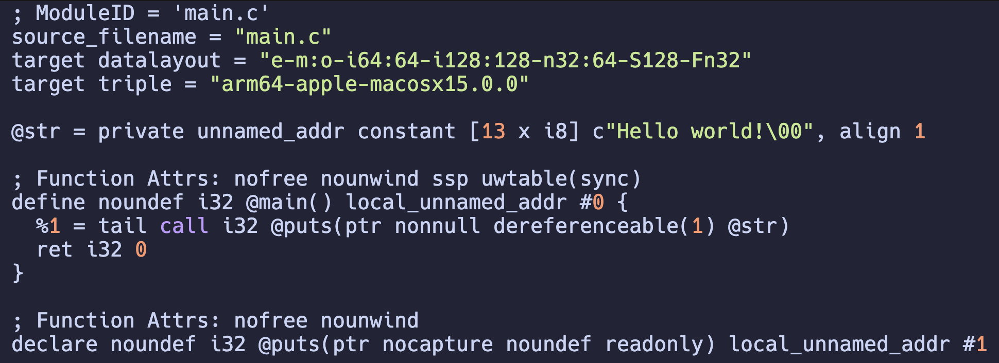 ; ModuleID = 'main.c'
source_filename = "main.c"
target datalayout = "e-m:o-i64:64-i128:128-n32:64-S128-Fn32"
target triple = "arm64-apple-macosx15.0.0"

@str = private unnamed_addr constant [13 x i8] c"Hello world!\00", align 1

; Function Attrs: nofree nounwind ssp uwtable(sync)
define noundef i32 @main() local_unnamed_addr #0 {
  %1 = tail call i32 @puts(ptr nonnull dereferenceable(1) @str)
  ret i32 0
}

; Function Attrs: nofree nounwind
declare noundef i32 @puts(ptr nocapture noundef readonly) local_unnamed_addr #1